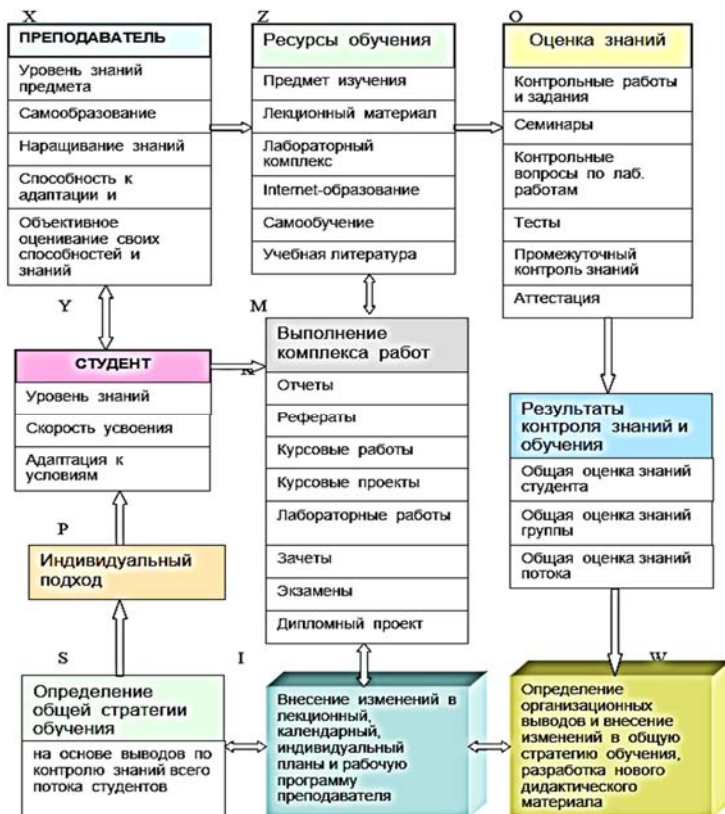 X
ПРЕПОДАВАТЕЛЬ
Уровень знаний
предмета
Самообразование
Наращивание знаний
Способность к
адаптации и
Объективное
оценивание своих
способностей и
знаний
Z
Ресурсы обучения
Предмет изучения
Лекционный материал
Лабораторный
комплекс
Internet-образование
Самообучение
Учебная литература
O
Оценка знаний
Контрольные работы
и задания
Семинары
Контрольные
вопросы по лаб.
работам
Тесты
Промежуточный
контроль знаний
Аттестация
Y
СТУДЕНТ
Уровень знаний
Скорость усвоения
Адаптация к
условиям
M
Выполнение
комплекса работ
Отчеты
Рефераты
Курсовые работы
Курсовые проекты
Лабораторные работы
Зачеты
Экзамены
Дипломный проект
Результаты
контроля знаний и
обучения
Общая оценка знаний
студента
Общая оценка знаний
группы
Общая оценка знаний
потока
P
Индивидуальный
подход
S
Определение
общей стратегии
обучения
на основе выводов по
контролю знаний всего
потока студентов
I
Внесение изменений в
лекционный,
календарный,
индивидуальный
планы и рабочую
программу
преподавателя
W
Определение
организационных
выводов и внесение
изменений в общую
стратегию обучения,
разработка нового
дидактического
материала